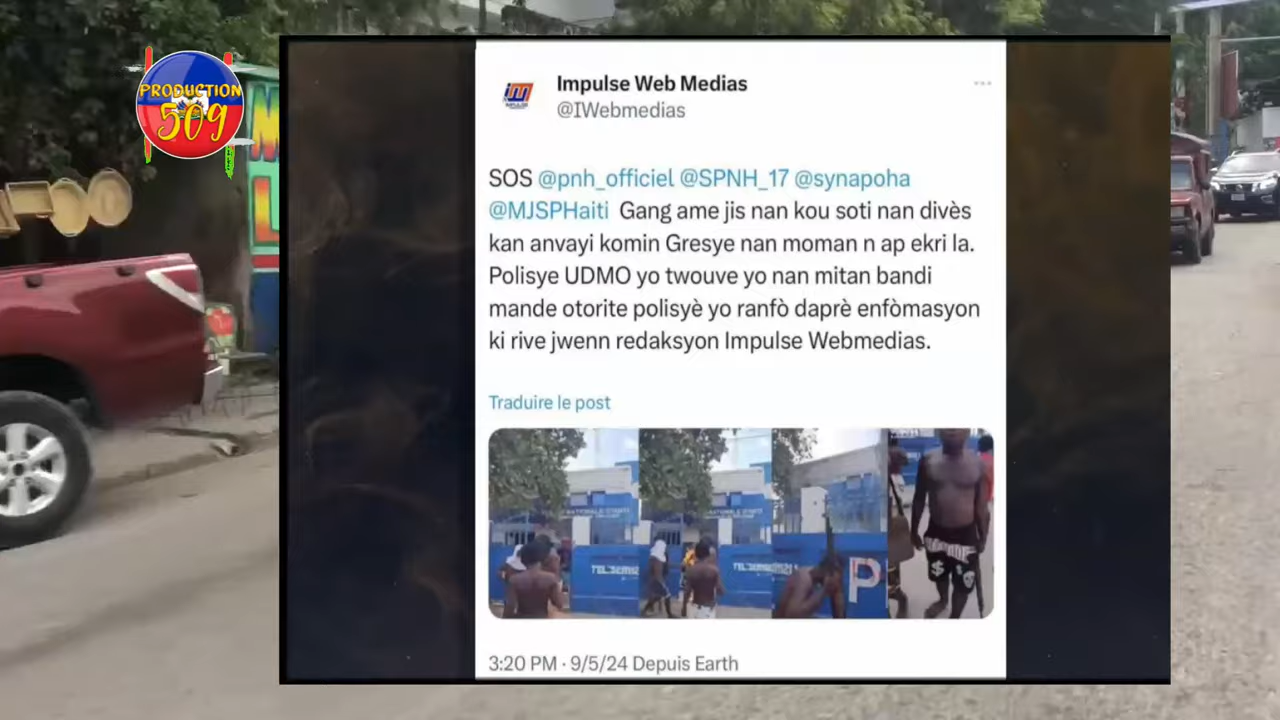 PRODUCTION
509
Impulse Web Medias
@IWebmedias
SOS @pnh_officiel @SPNH_17 @synapoha
@MJSPHaiti Gang ame jis nan kou soti nan divès
kan anvayi komin Gresye nan moman n ap ekri la.
Polisye UDMO yo twouve yo nan mitan bandi
mande otorite polisyè yo ranfò daprè enfòmasyon
ki rive jwenn redaksyon Impulse Webmedias.
Traduire le post
P
3:20 PM · 9/5/24 Depuis Earth